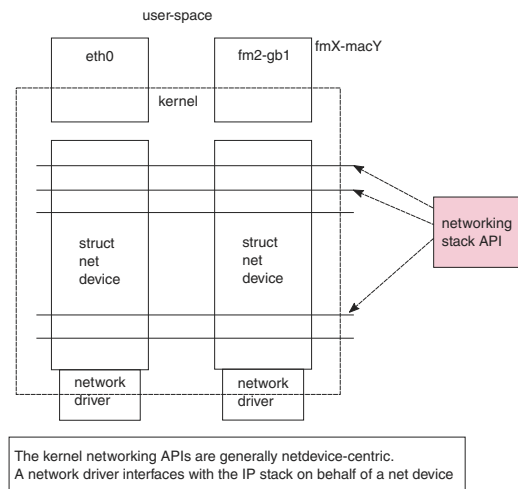 user-space
eth0
fm2-gb1
fmX-macY
kernel
networking
stack API
struct
net
device
struct
net
device
network
driver
network
driver
The kernel networking APIs are generally netdevice-centric.
A network driver interfaces with the IP stack on behalf of a net device